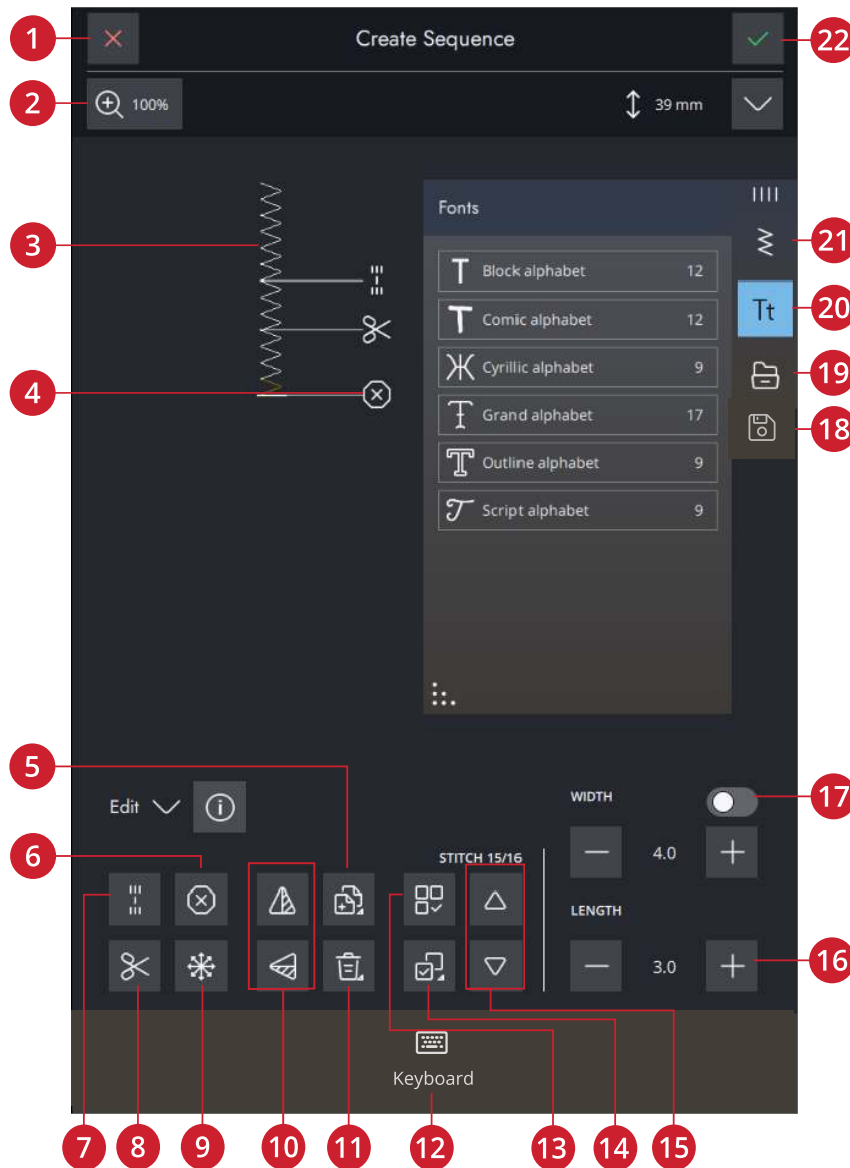 1
Create Sequence
22
2
100%
39 mm
3
Fonts
21
T Block alphabet 12
20
Tt
T Comic alphabet 12
Ж Cyrillic alphabet 9
19
4
T Grand alphabet 17
18
T Outline alphabet 9
T Script alphabet 9
5
Edit
WIDTH
17
6
STITCH 15/16
4.0
7
LENGTH
3.0
16
Keyboard
7 8 9 10 11 12 13 14 15